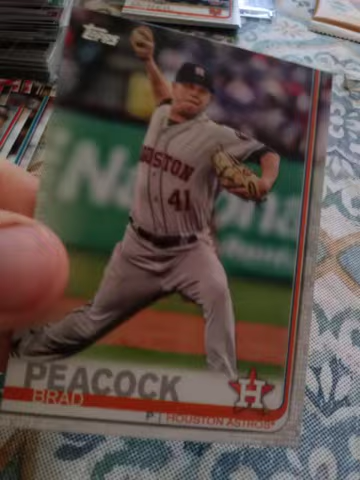 Topps
HOUSTON
41
PEACOCK
BRAD
P | HOUSTON ASTROS
H